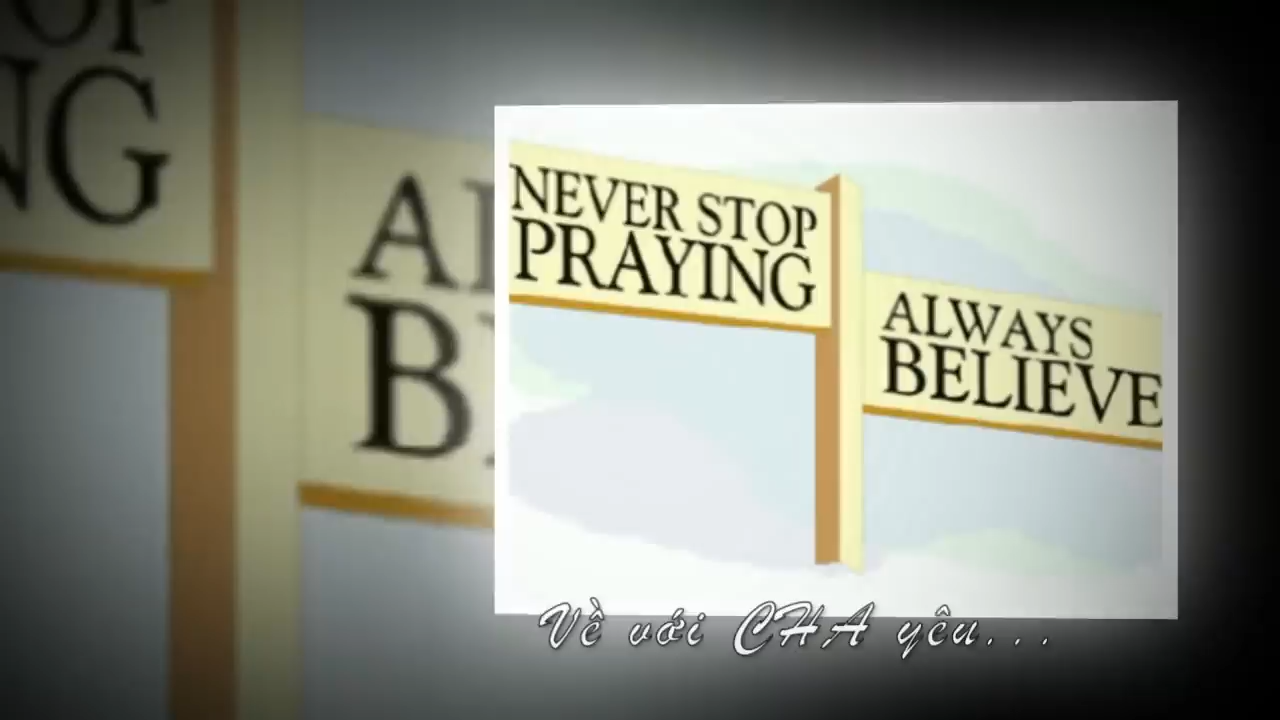 NEVER STOP
PRAYING
ALWAYS
BELIEVE
Về với CHA yêu...